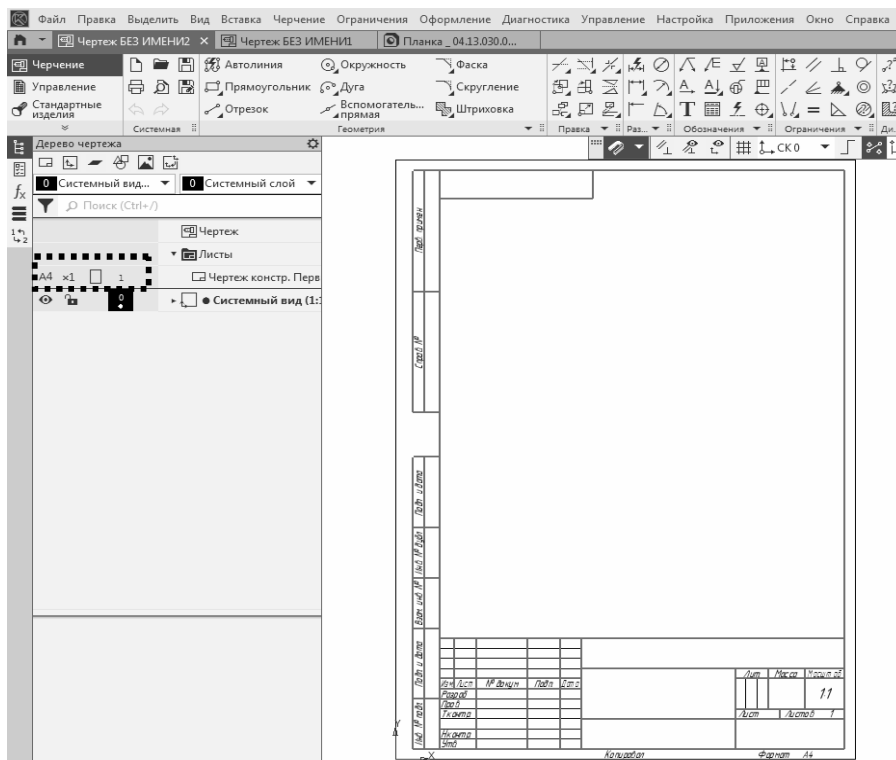 Файл Правка Выделить Вид Вставка Черчение Ограничения Оформление Диагностика Управление Настройка Приложения Окно Справка
Чертеж БЕЗ ИМЕНИ2 × Чертеж БЕЗ ИМЕНИ1 Планка _ 04.13.030.0...
Черчение Автолиния Окружность Фаска
Управление Прямоугольник Дуга Скругление
Стандартные изделия Отрезок Вспомогатель... прямая Штриховка
Системная Геометрия Правка Раз... Обозначения Ограничения Ди.
Дерево чертежа
СК 0
0 Системный вид... 0 Системный слой
Поиск (Ctrl+/)
Чертеж
Листы
A4 ×1 1 Чертеж констр. Перв
0 Системный вид (1:
Перв. примен.
Справ. №
Подп. и дата
Инв. № дубл.
Взам. инв. №
Подп. и дата
Инв. № подл.
Изм. Лист № докум. Подп. Дата
Разраб.
Пров.
Т.контр.
Н.контр.
Утв.
Лит. Масса Масштаб
1:1
Лист Листов 1
Копировал Формат A4
Y
X